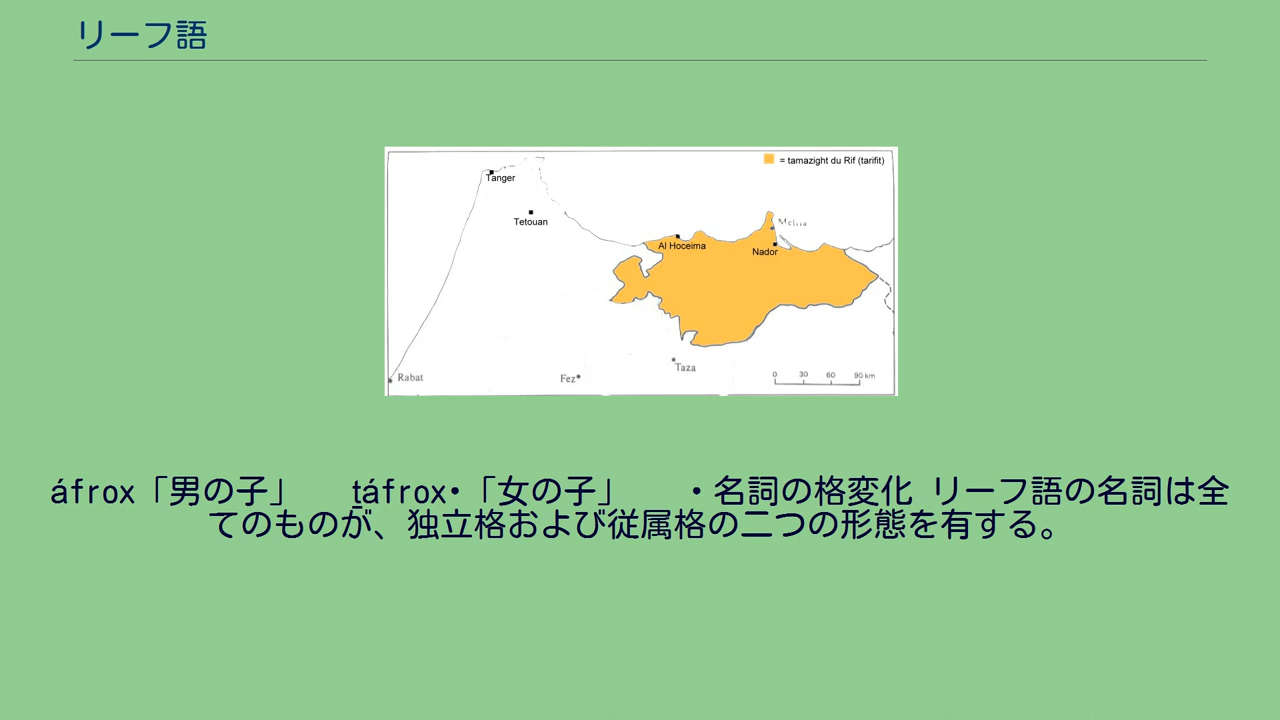 リーフ語
= tamazight du Rif (tarifit)
Tanger
Tetouan
Melilla
Al Hoceima
Nador
Taza
Rabat
Fez
0 30 60 90 km
áfrox「男の子」 ṯáfrox・「女の子」 ・名詞の格変化 リーフ語の名詞は全
てのものが、独立格および従属格の二つの形態を有する。